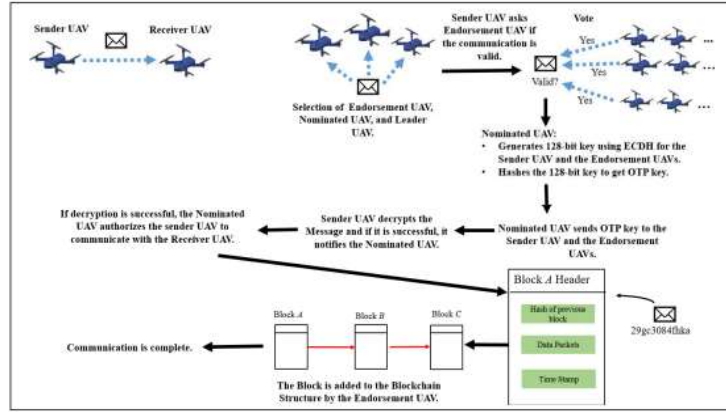 Sender UAV
Receiver UAV
Selection of Endorsement UAV,
Nominated UAV, and Leader
UAV.
Sender UAV asks
Endorsement UAV if
the communication is
valid.
Vote
Yes
...
Yes
...
Yes
Valid?
Nominated UAV:
• Generates 128-bit key using ECDH for the
Sender UAV and the Endorsement UAVs.
• Hashes the 128-bit key to get OTP key.
Nominated UAV sends OTP key to the
Sender UAV and the Endorsement
UAVs.
Sender UAV decrypts the
Message and if it is successful, it
notifies the Nominated UAV.
If decryption is successful, the Nominated
UAV authorizes the sender UAV to
communicate with the Receiver UAV.
Block A Header
Hash of previous
block
Data Packets
Time Stamp
29gc3084fhka
Block A
Block B
Block C
The Block is added to the Blockchain
Structure by the Endorsement UAV.
Communication is complete.